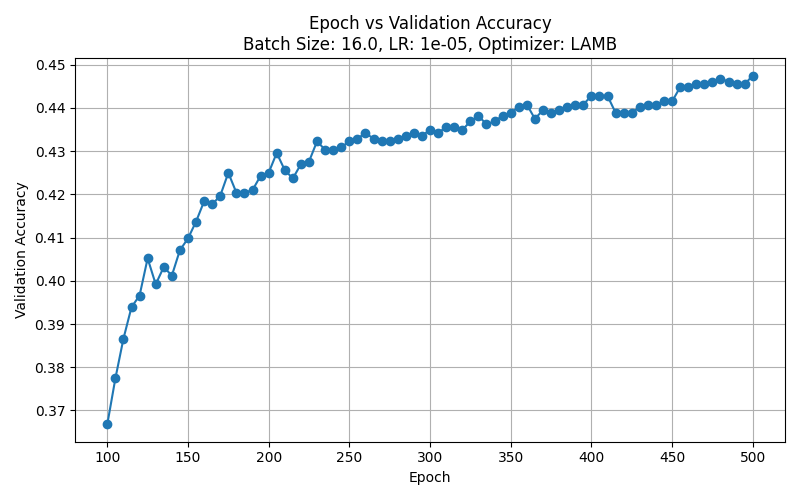 Epoch vs Validation Accuracy
Batch Size: 16.0, LR: 1e-05, Optimizer: LAMB
Validation Accuracy
0.45
0.44
0.43
0.42
0.41
0.40
0.39
0.38
0.37
100 150 200 250 300 350 400 450 500
Epoch